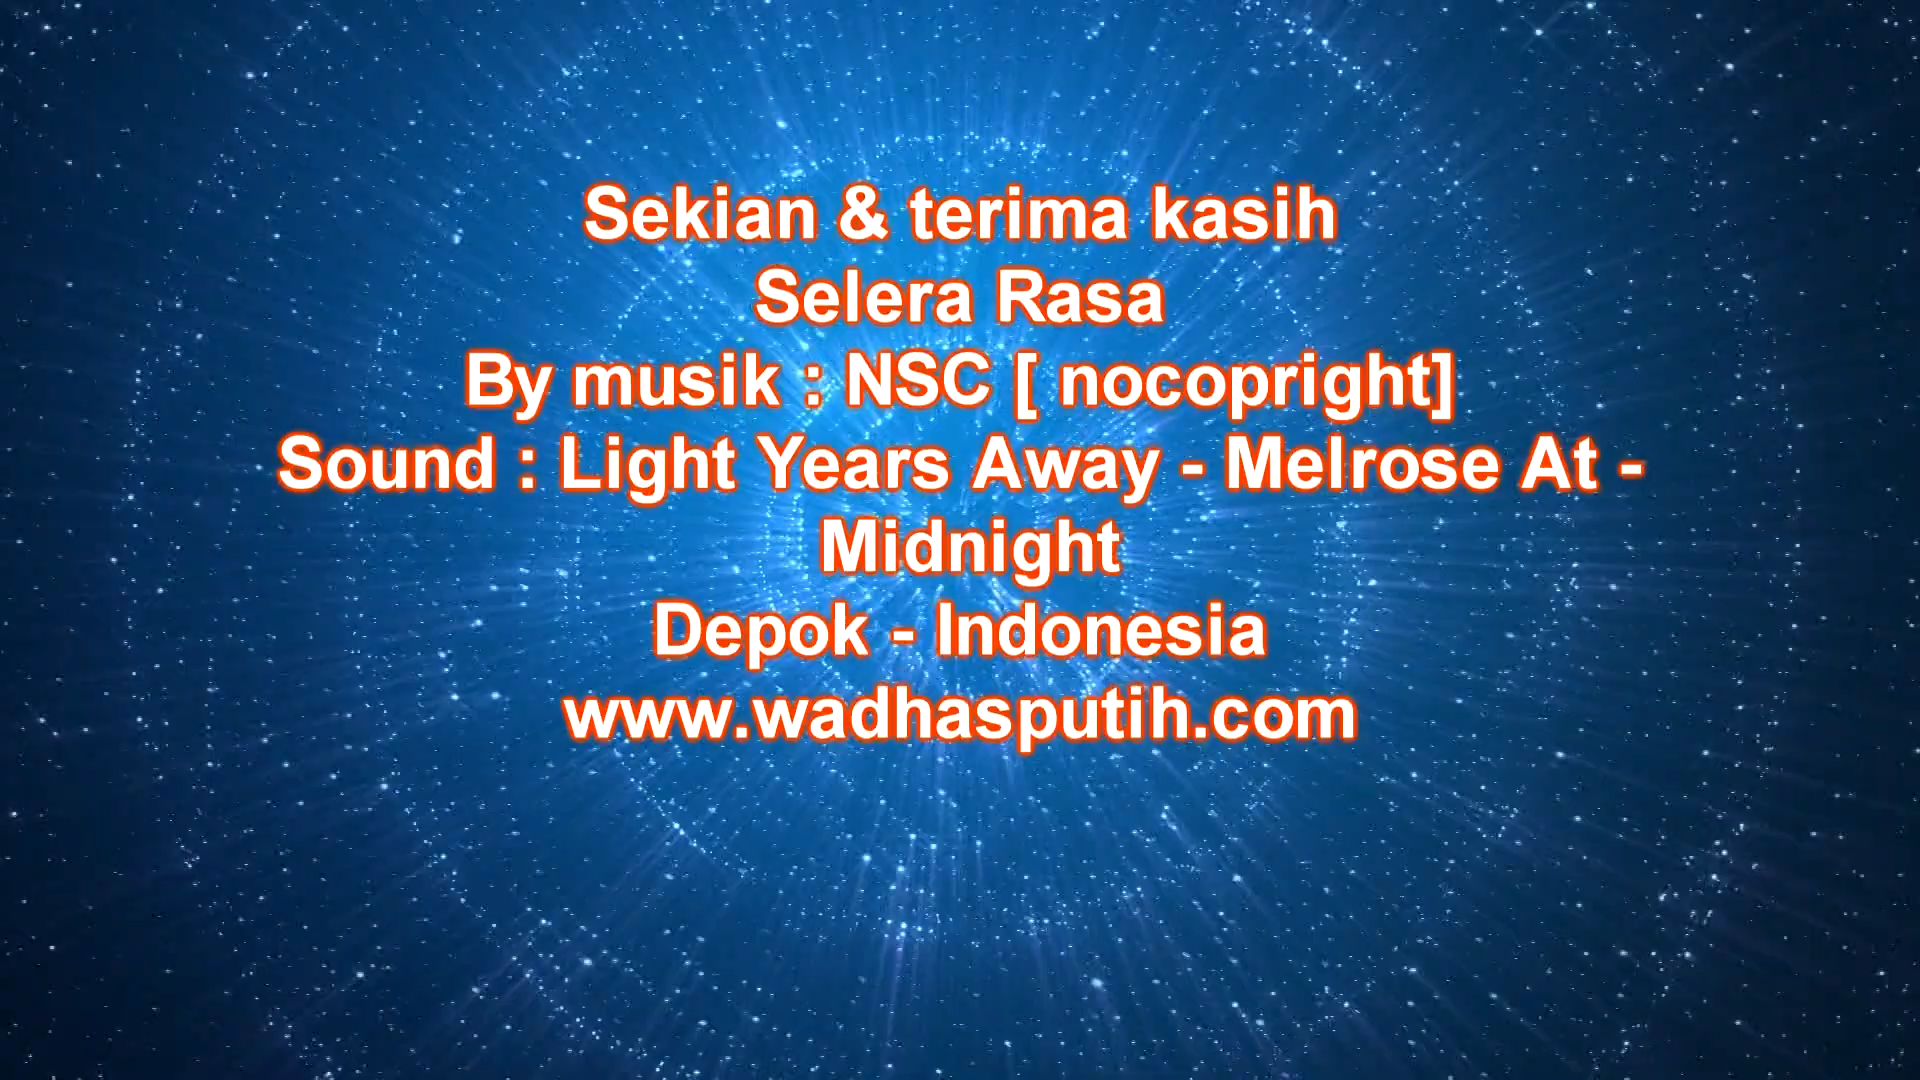 Sekian & terima kasih
Selera Rasa
By musik : NSC [ nocopright]
Sound : Light Years Away - Melrose At -
Midnight
Depok - Indonesia
www.wadhasputih.com